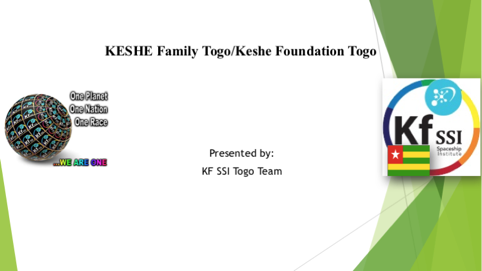 KESHE Family Togo/Keshe Foundation Togo
One Planet
One Nation
One Race
...WE ARE ONE
Kf SSI
Spaceship
Institute
Presented by:
KF SSI Togo Team